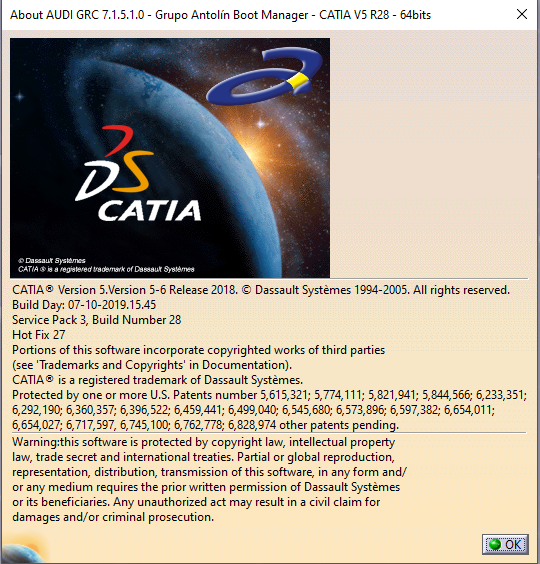 About AUDI GRC 7.1.5.1.0 - Grupo Antolín Boot Manager - CATIA V5 R28 - 64bits
CATIA
© Dassault Systèmes
CATIA ® is a registered trademark of Dassault Systèmes
CATIA® Version 5.Version 5-6 Release 2018. © Dassault Systèmes 1994-2005. All rights reserved.
Build Day: 07-10-2019.15.45
Service Pack 3, Build Number 28
Hot Fix 27
Portions of this software incorporate copyrighted works of third parties
(see 'Trademarks and Copyrights' in Documentation).
CATIA® is a registered trademark of Dassault Systèmes.
Protected by one or more U.S. Patents number 5,615,321; 5,774,111; 5,821,941; 5,844,566; 6,233,351;
6,292,190; 6,360,357; 6,396,522; 6,459,441; 6,499,040; 6,545,680; 6,573,896; 6,597,382; 6,654,011;
6,654,027; 6,717,597, 6,745,100; 6,762,778; 6,828,974 other patents pending.
Warning:this software is protected by copyright law, intellectual property
law, trade secret and international treaties. Partial or global reproduction,
representation, distribution, transmission of this software, in any form and/
or any medium requires the prior written permission of Dassault Systèmes
or its beneficiaries. Any unauthorized act may result in a civil claim for
damages and/or criminal prosecution.
OK